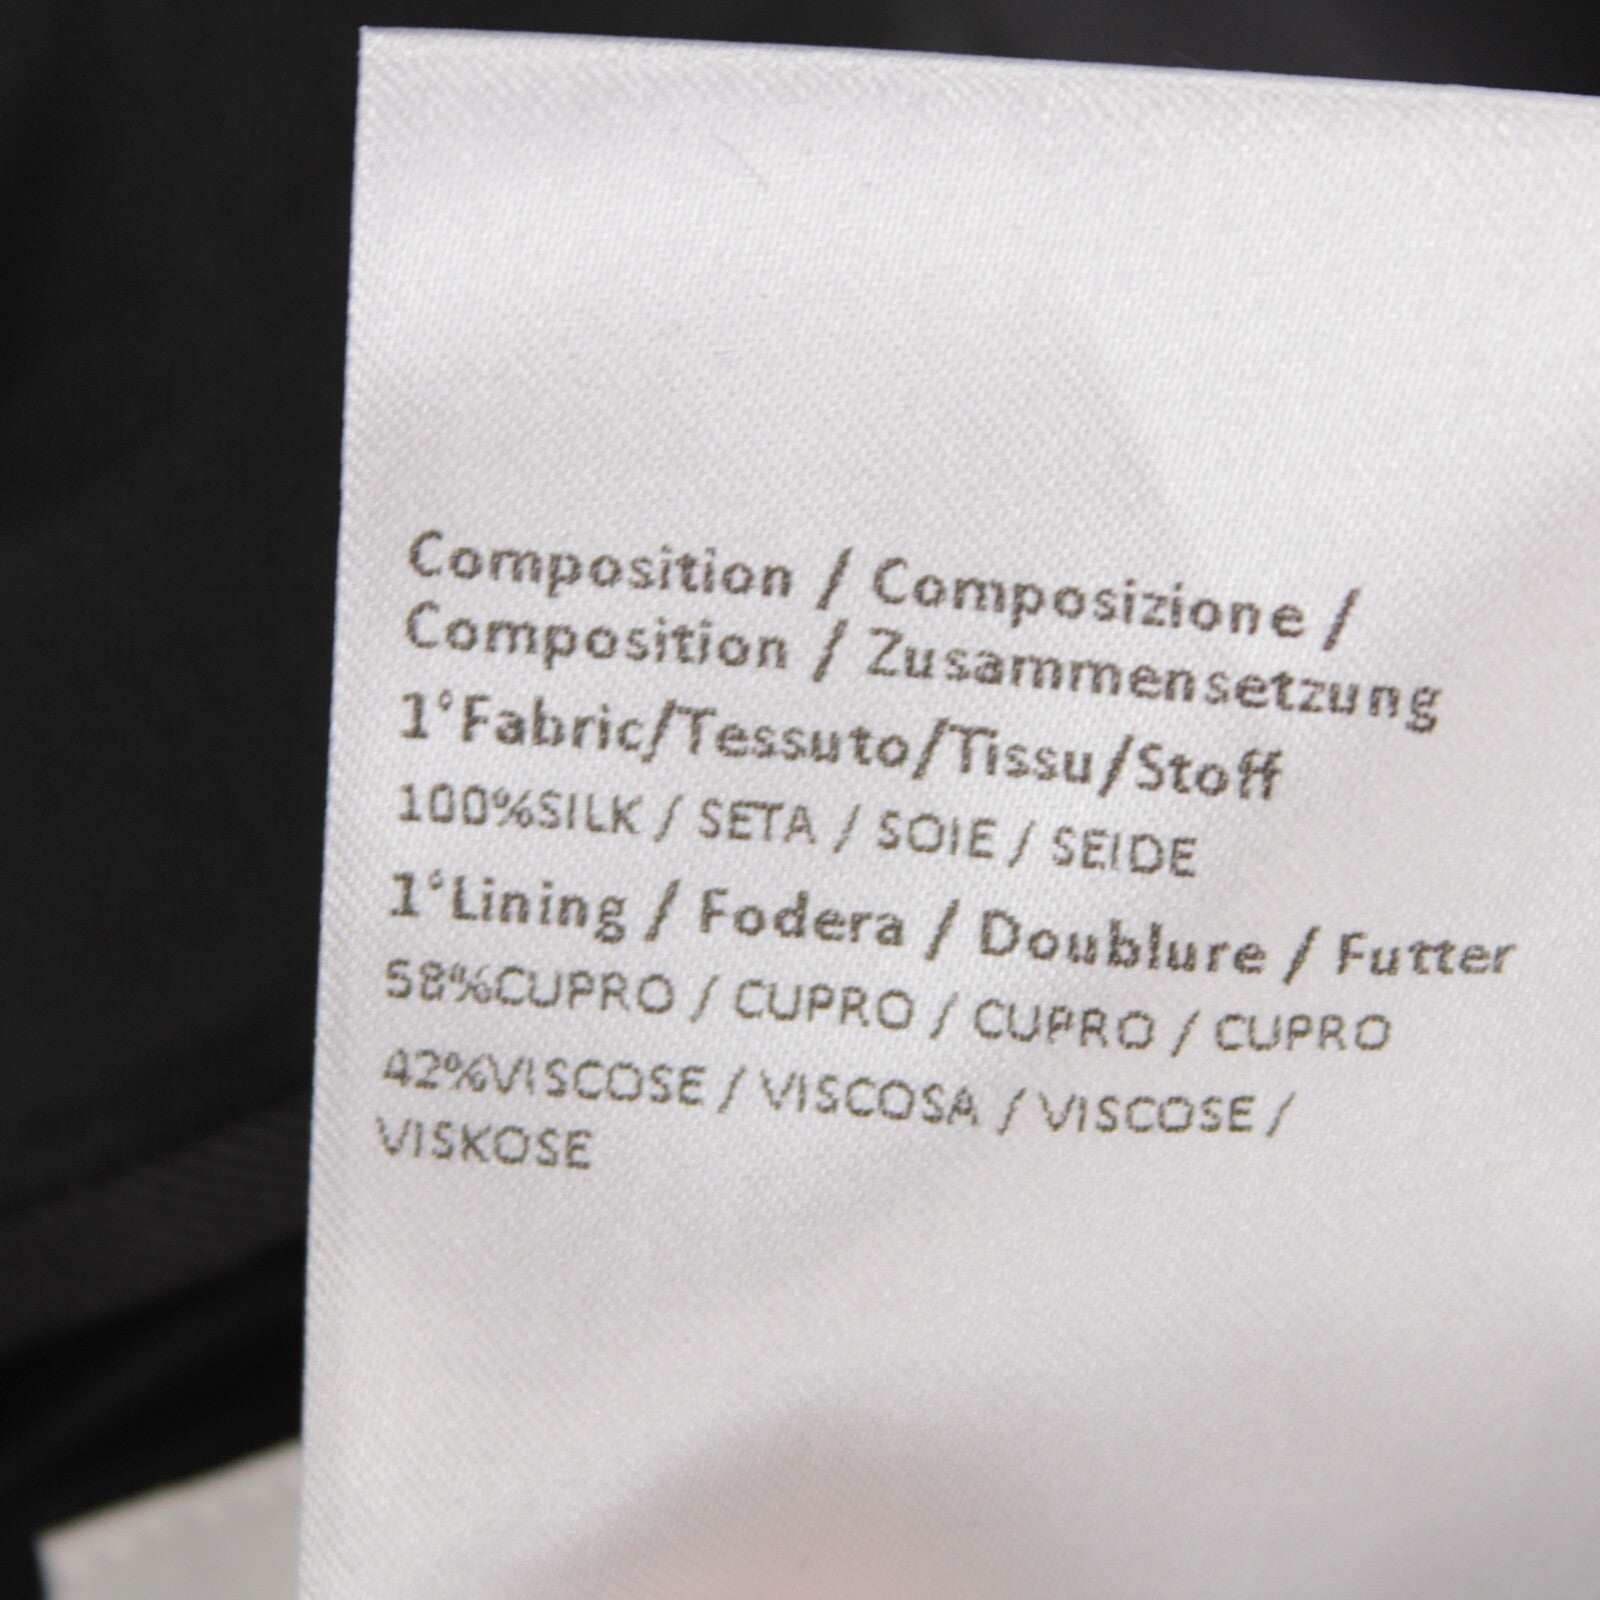 Composition / Composizione /
Composition / Zusammensetzung
1°Fabric/Tessuto/Tissu/Stoff
100%SILK / SETA / SOIE / SEIDE
1°Lining / Fodera / Doublure / Futter
58%CUPRO / CUPRO / CUPRO / CUPRO
42%VISCOSE / VISCOSA / VISCOSE /
VISKOSE